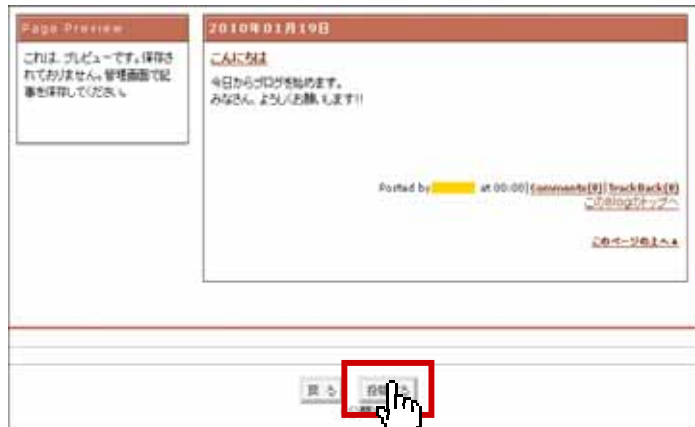 Page Preview
これは、プレビューです。保存さ
れておりません。管理画面で記
事を保存してください。
2010年01月19日
こんにちは
今日からブログを始めます。
みなさん、よろしくお願いします!!
Posted by at 00:00|Comments(0)|TrackBack(0)
このBlogのトップへ
このページの上へ▲
戻 る